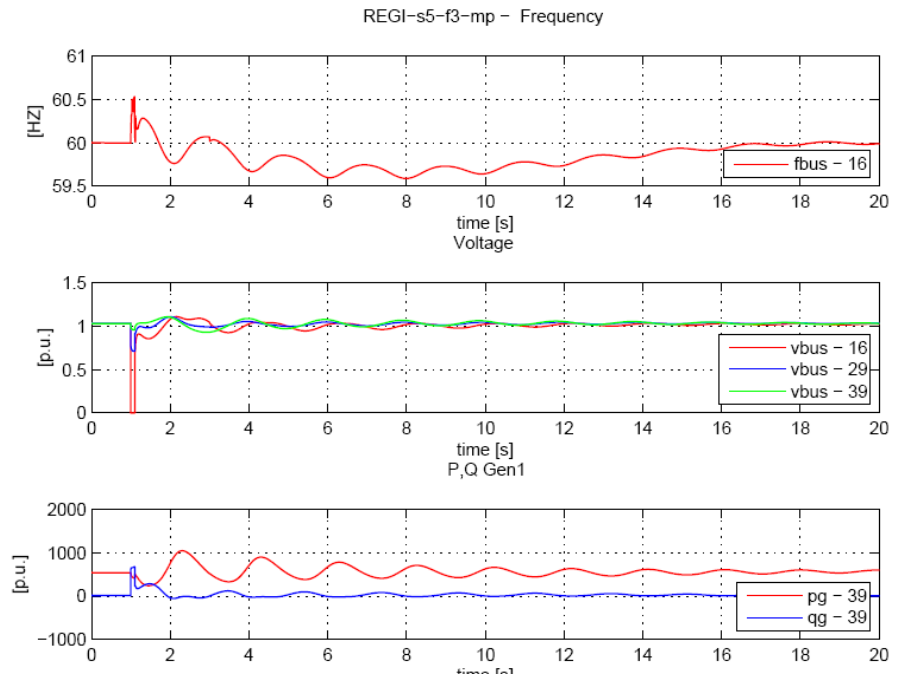 REGI−s5−f3−mp − Frequency
61
60.5
60
59.5
[HZ]
fbus − 16
0 2 4 6 8 10 12 14 16 18 20
time [s]
Voltage
1.5
1
0.5
0
[p.u.]
vbus − 16
vbus − 29
vbus − 39
0 2 4 6 8 10 12 14 16 18 20
time [s]
P,Q Gen1
2000
1000
0
−1000
[p.u.]
pg − 39
qg − 39
0 2 4 6 8 10 12 14 16 18 20
time [s]